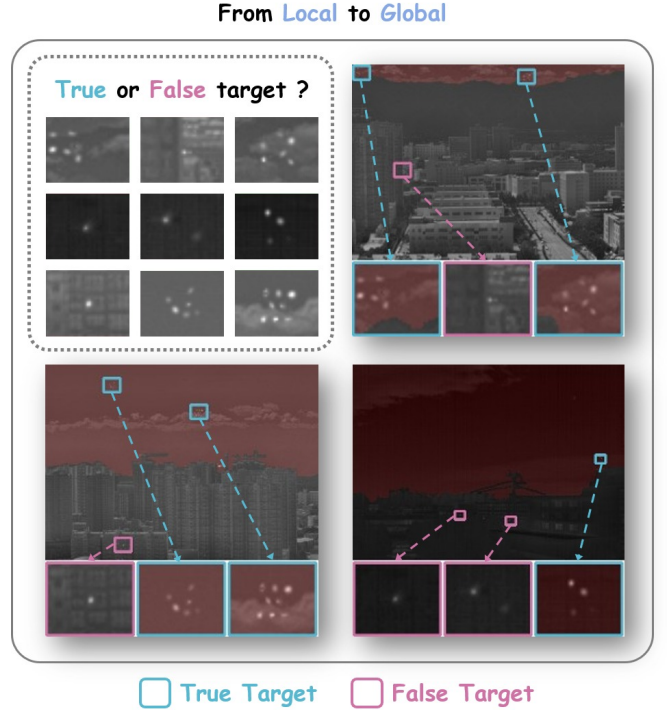 From Local to Global
True or False target ?
True Target
False Target